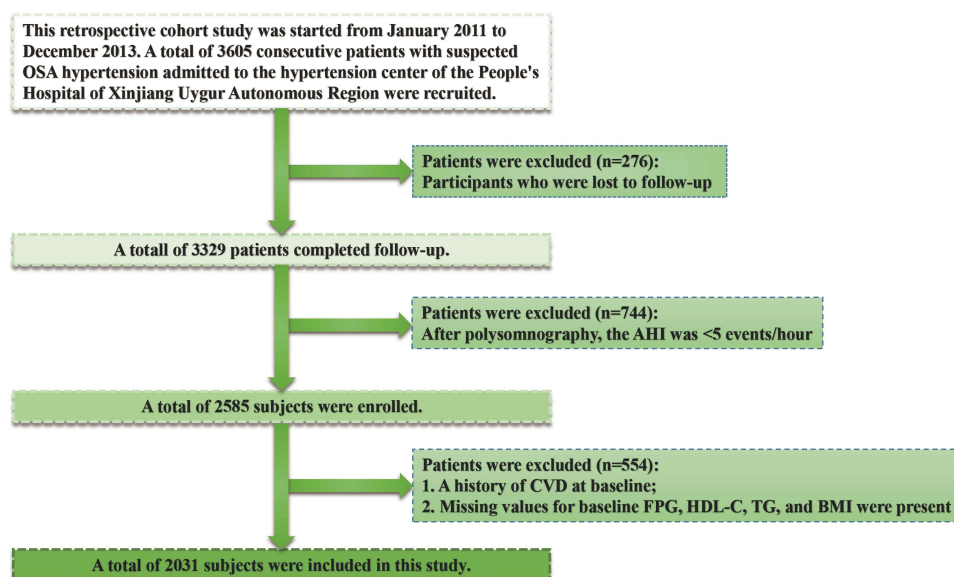 This retrospective cohort study was started from January 2011 to
December 2013. A total of 3605 consecutive patients with suspected
OSA hypertension admitted to the hypertension center of the People's
Hospital of Xinjiang Uygur Autonomous Region were recruited.
Patients were excluded (n=276):
Participants who were lost to follow-up
A totall of 3329 patients completed follow-up.
Patients were excluded (n=744):
After polysomnography, the AHI was <5 events/hour
A total of 2585 subjects were enrolled.
Patients were excluded (n=554):
1. A history of CVD at baseline;
2. Missing values for baseline FPG, HDL-C, TG, and BMI were present
A total of 2031 subjects were included in this study.